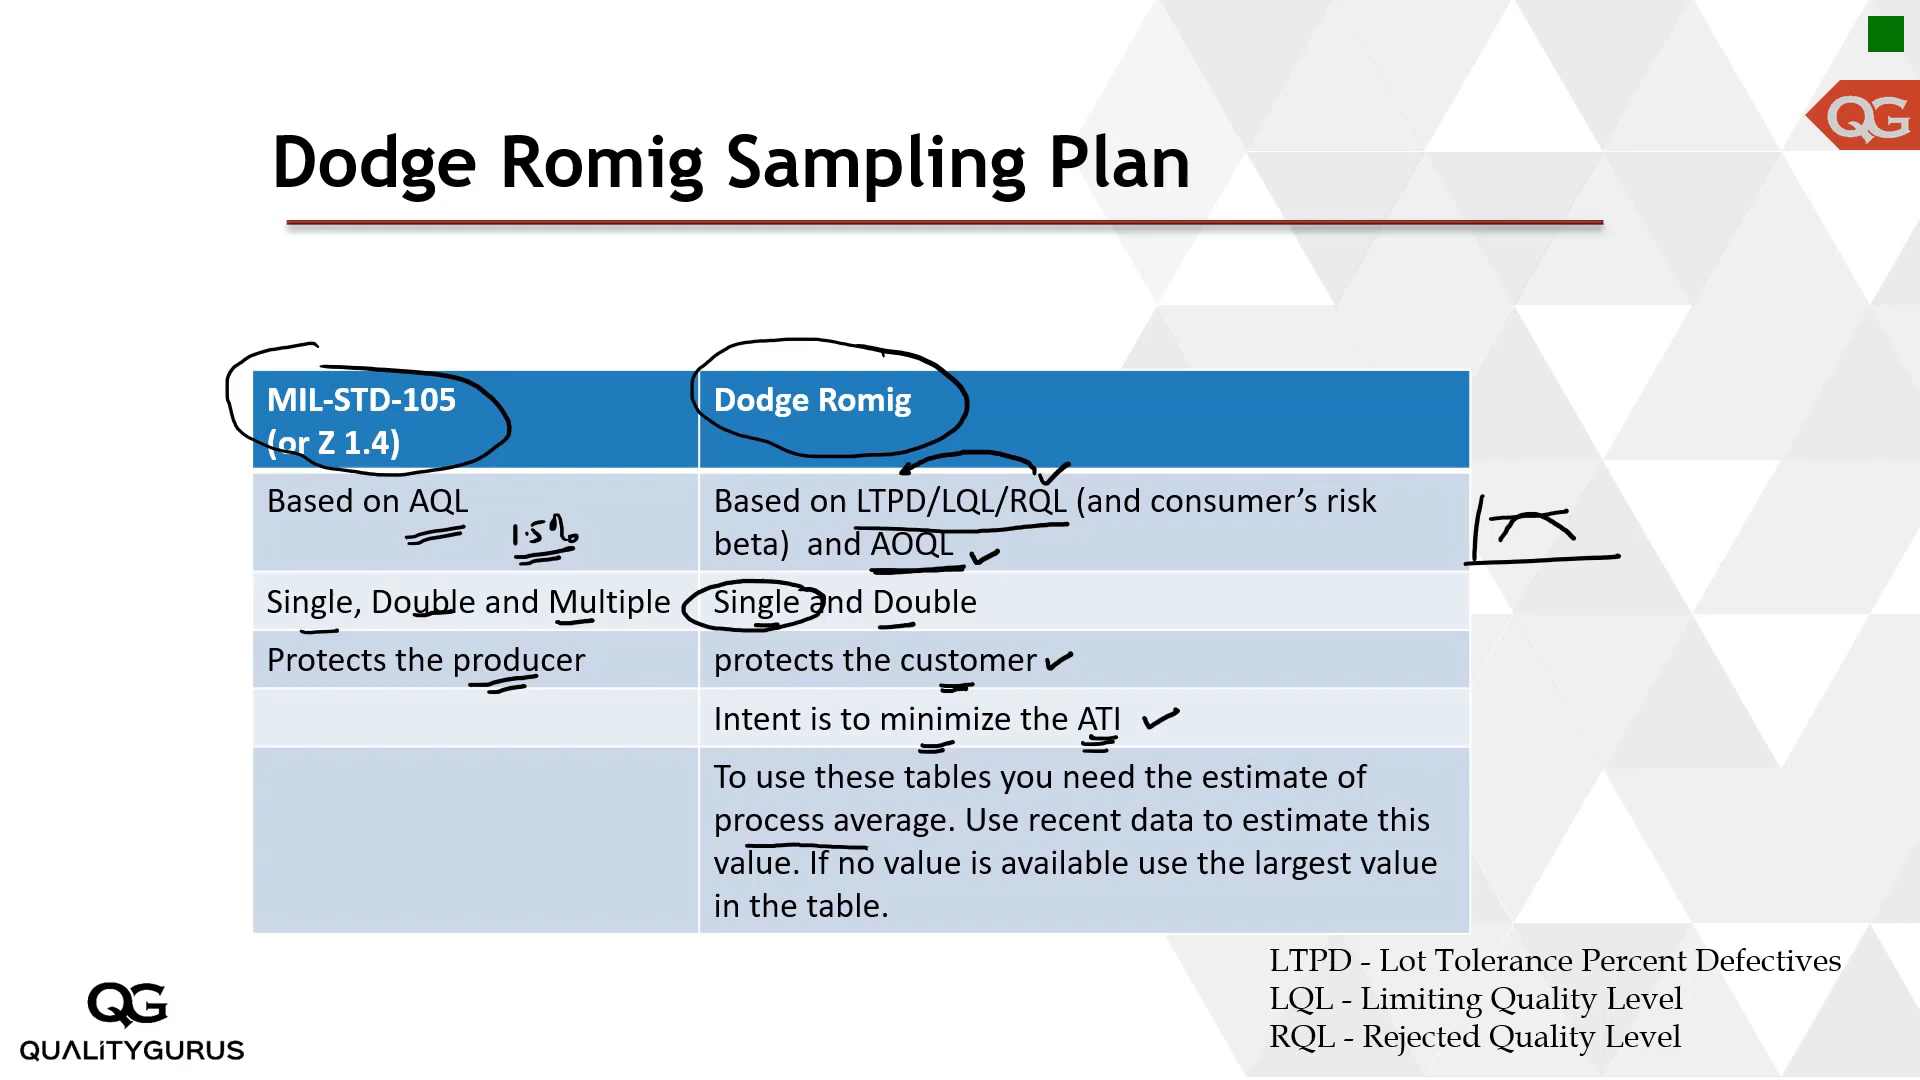 QG
Dodge Romig Sampling Plan
MIL-STD-105
(or Z 1.4)
Dodge Romig
Based on AQL
1.5%
Based on LTPD/LQL/RQL (and consumer's risk
beta)  and AOQL
Single, Double and Multiple
Single and Double
Protects the producer
protects the customer
Intent is to minimize the ATI
To use these tables you need the estimate of
process average. Use recent data to estimate this
value. If no value is available use the largest value
in the table.
LTPD - Lot Tolerance Percent Defectives
LQL - Limiting Quality Level
RQL - Rejected Quality Level
QG
QUALITYGURUS